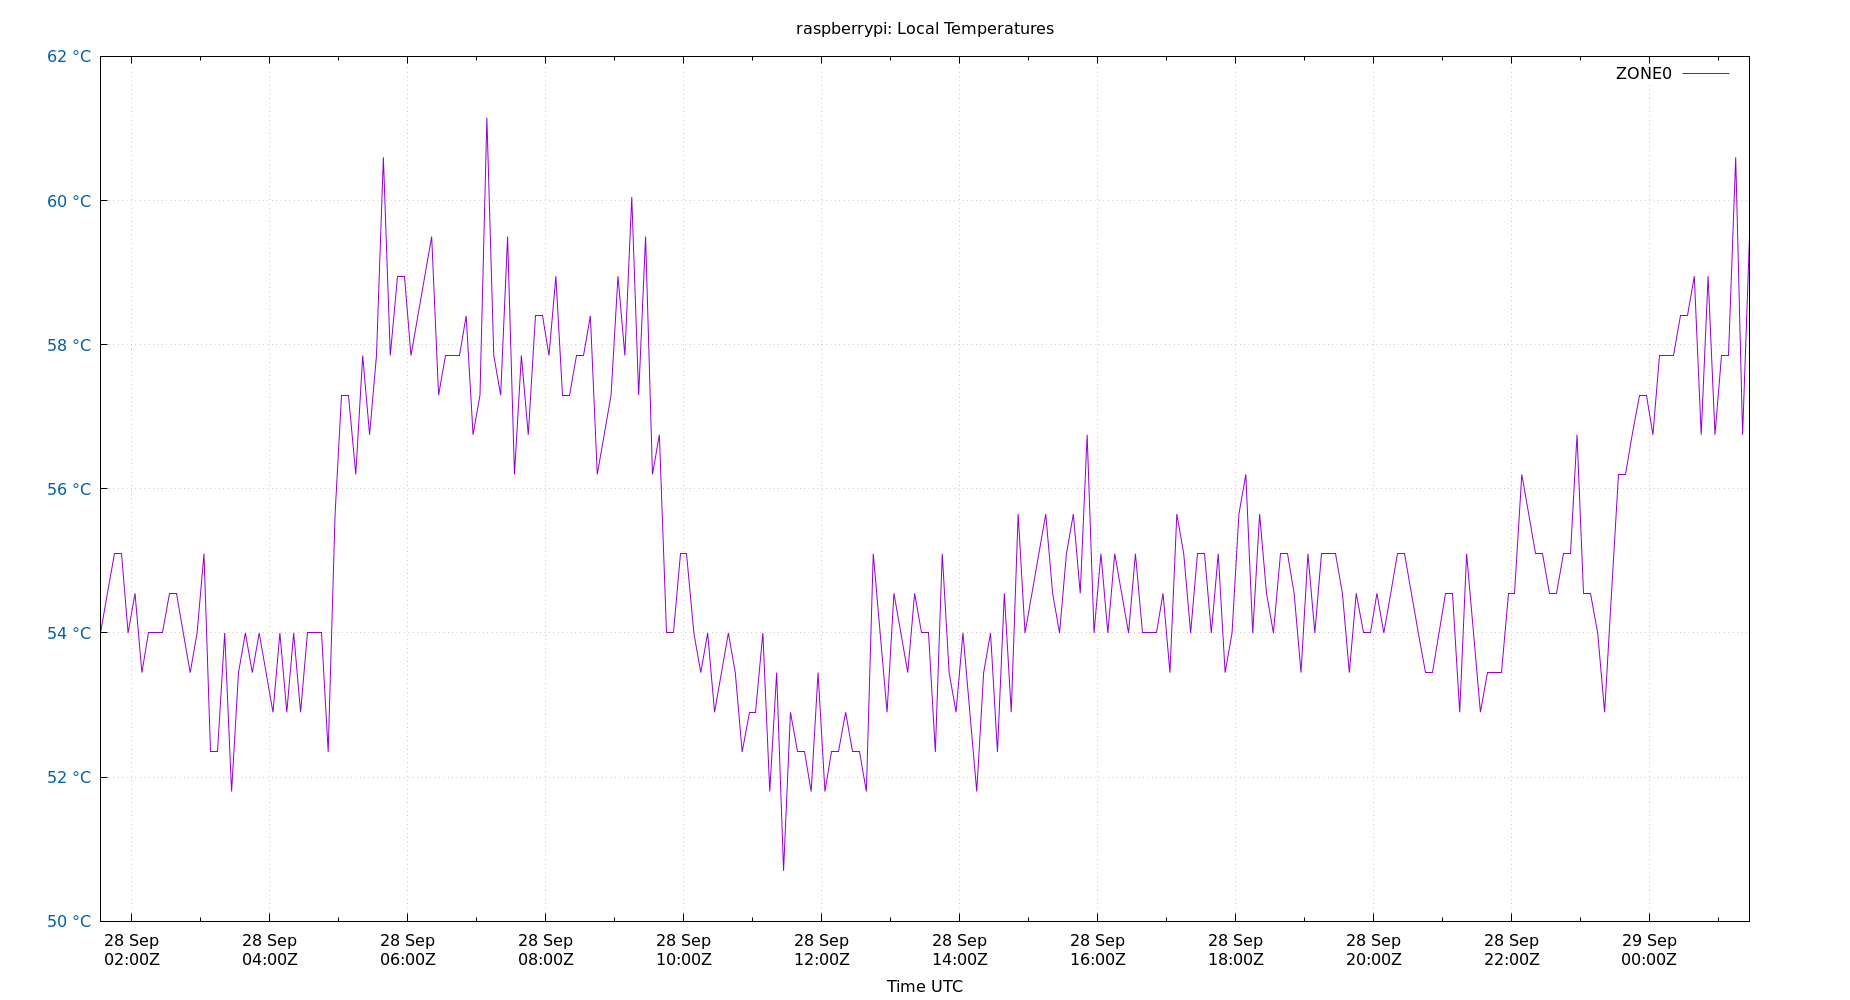 raspberrypi: Local Temperatures
62 °C
ZONE0
60 °C
58 °C
56 °C
54 °C
52 °C
50 °C
28 Sep 28 Sep 28 Sep 28 Sep 28 Sep 28 Sep 28 Sep 28 Sep 28 Sep 28 Sep 28 Sep 29 Sep
02:00Z 04:00Z 06:00Z 08:00Z 10:00Z 12:00Z 14:00Z 16:00Z 18:00Z 20:00Z 22:00Z 00:00Z
Time UTC